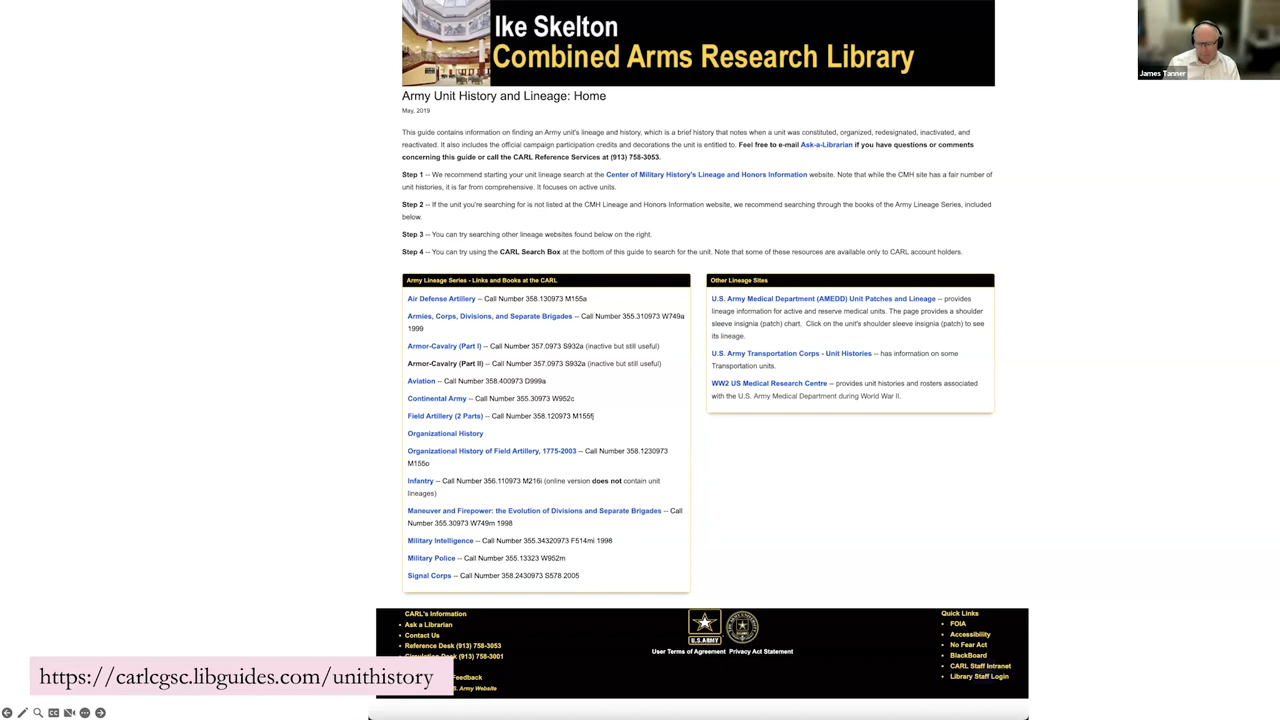 Ike Skelton
Combined Arms Research Library
James Tanner
Army Unit History and Lineage: Home
May, 2019
This guide contains information on finding an Army unit's lineage and history, which is a brief history that notes when a unit was constituted, organized, redesignated, inactivated, and
reactivated. It also includes the official campaign participation credits and decorations the unit is entitled to. Feel free to e-mail Ask-a-Librarian if you have questions or comments
concerning this guide or call the CARL Reference Services at (913) 758-3053.
Step 1 -- We recommend starting your unit lineage search at the Center of Military History's Lineage and Honors Information website. Note that while the CMH site has a fair number of
unit histories, it is far from comprehensive. It focuses on active units.
Step 2 -- If the unit you're searching for is not listed at the CMH Lineage and Honors Information website, we recommend searching through the books of the Army Lineage Series, included
below.
Step 3 -- You can try searching other lineage websites found below on the right.
Step 4 -- You can try using the CARL Search Box at the bottom of this guide to search for the unit. Note that some of these resources are available only to CARL account holders.
Army Lineage Series - Links and Books at the CARL
Air Defense Artillery -- Call Number 358.130973 M155a
Armies, Corps, Divisions, and Separate Brigades -- Call Number 355.310973 W749a
1999
Armor-Cavalry (Part I) -- Call Number 357.0973 S932a (inactive but still useful)
Armor-Cavalry (Part II) -- Call Number 357.0973 S932a (inactive but still useful)
Aviation -- Call Number 358.400973 D999a
Continental Army -- Call Number 355.30973 W952c
Field Artillery (2 Parts) -- Call Number 358.120973 M155fj
Organizational History
Organizational History of Field Artillery, 1775-2003 -- Call Number 358.1230973
M155o
Infantry -- Call Number 356.110973 M216i (online version does not contain unit
lineages)
Maneuver and Firepower: the Evolution of Divisions and Separate Brigades -- Call
Number 355.30973 W749m 1998
Military Intelligence -- Call Number 355.34320973 F514mi 1998
Military Police -- Call Number 355.13323 W952m
Signal Corps -- Call Number 358.2430973 S578 2005
Other Lineage Sites
U.S. Army Medical Department (AMEDD) Unit Patches and Lineage -- provides
lineage information for active and reserve medical units. The page provides a shoulder
sleeve insignia (patch) chart. Click on the unit's shoulder sleeve insignia (patch) to see
its lineage.
U.S. Army Transportation Corps - Unit Histories -- has information on some
Transportation units.
WW2 US Medical Research Centre -- provides unit histories and rosters associated
with the U.S. Army Medical Department during World War II.
CARL's Information
Ask a Librarian
Contact Us
Reference Desk (913) 758-3053
Circulation Desk (913) 758-3001
Feedback
S. Army Website
U.S. ARMY
User Terms of Agreement Privacy Act Statement
Quick Links
FOIA
Accessibility
No Fear Act
BlackBoard
CARL Staff Intranet
Library Staff Login
https://carlcgsc.libguides.com/unithistory